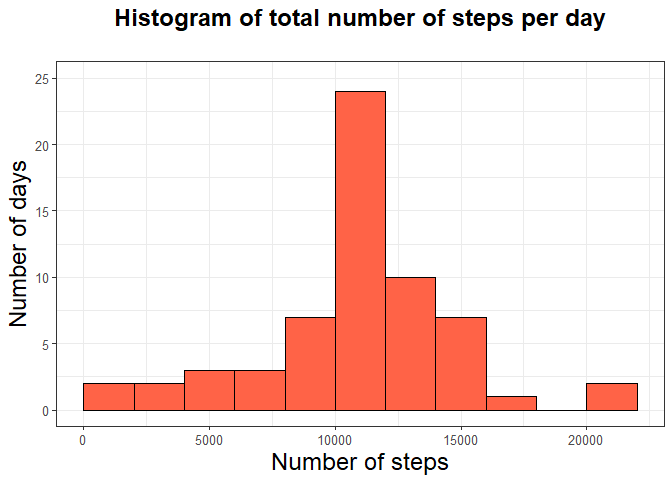 Histogram of total number of steps per day
25
20
15
10
5
0
Number of days
0 5000 10000 15000 20000
Number of steps